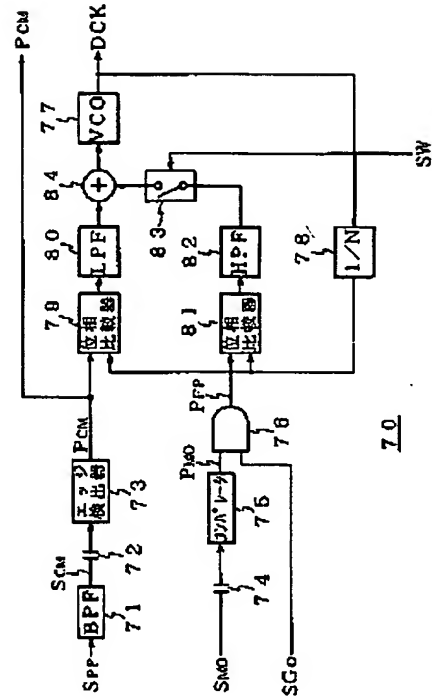 PCM
DCK
VCO
77
84
83
SW
LPF
80
HPF
82
1/N
78
位相
比較器
79
位相
比較器
81
PCM
PFP
76
エッジ
検出器
73
PMO
コンパレータ
75
72
SCM
BPF
71
74
SPP
SMO
SGo
70